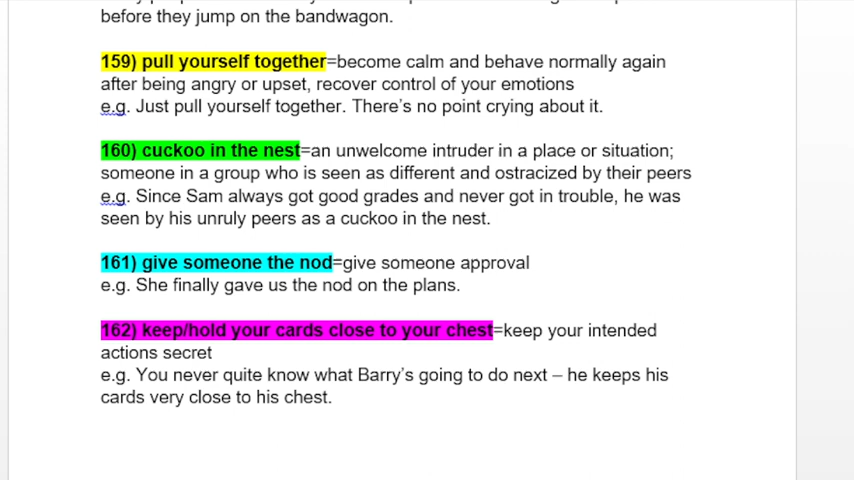 before they jump on the bandwagon.
159) pull yourself together=become calm and behave normally again
after being angry or upset, recover control of your emotions
e.g. Just pull yourself together. There's no point crying about it.
160) cuckoo in the nest=an unwelcome intruder in a place or situation;
someone in a group who is seen as different and ostracized by their peers
e.g. Since Sam always got good grades and never got in trouble, he was
seen by his unruly peers as a cuckoo in the nest.
161) give someone the nod=give someone approval
e.g. She finally gave us the nod on the plans.
162) keep/hold your cards close to your chest=keep your intended
actions secret
e.g. You never quite know what Barry's going to do next – he keeps his
cards very close to his chest.